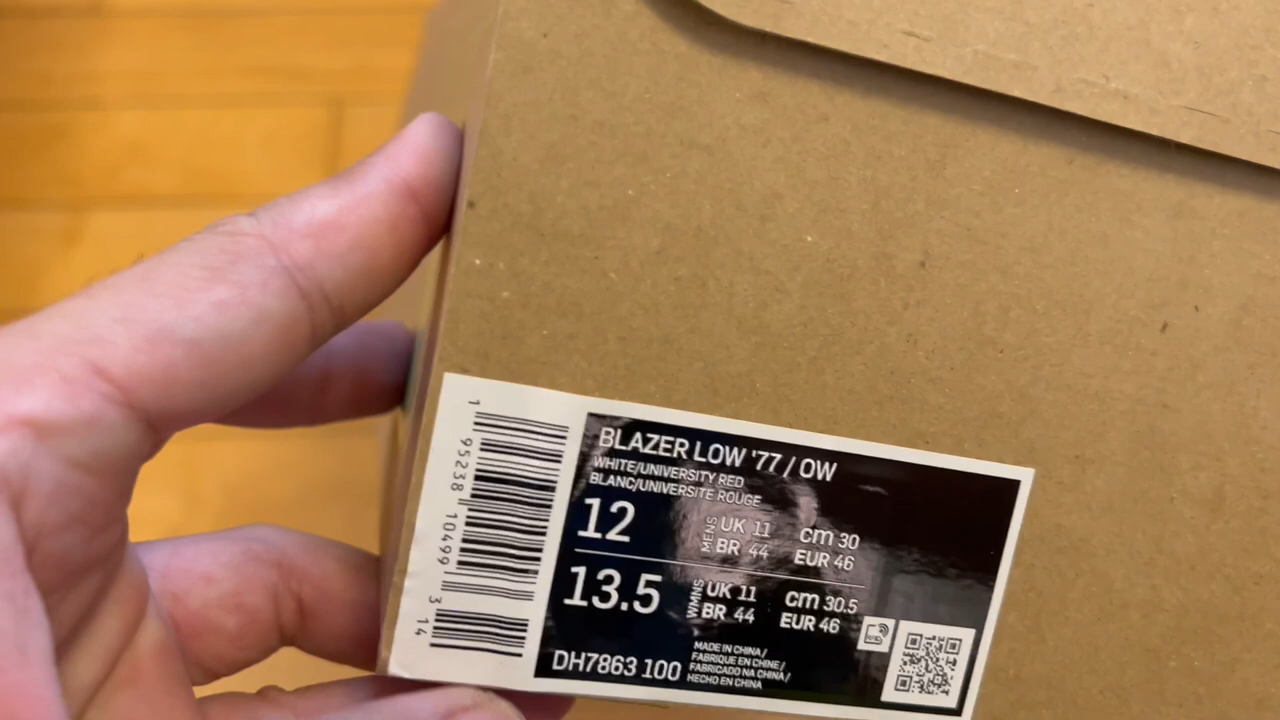 BLAZER LOW '77 / OW
WHITE/UNIVERSITY RED
BLANC/UNIVERSITE ROUGE
12
MENS
UK 11
BR 44
cm 30
EUR 46
13.5
WMNS
UK 11
BR 44
cm 30.5
EUR 46
DH7863 100
MADE IN CHINA /
FABRIQUE EN CHINE /
FABRICADO NA CHINA /
HECHO EN CHINA
RFID
1 95238 10499 3 14